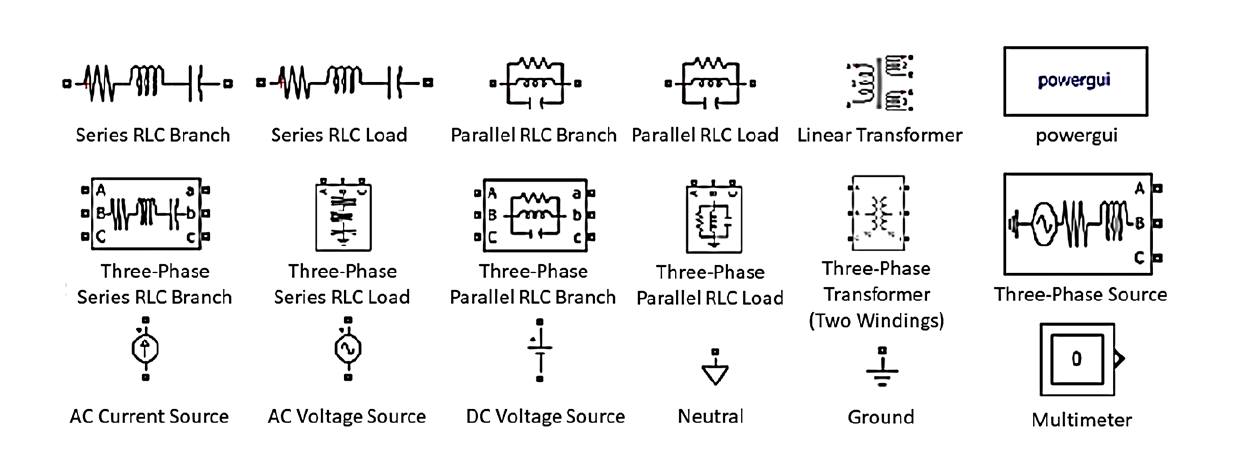 Series RLC Branch
Series RLC Load
Parallel RLC Branch
Parallel RLC Load
Linear Transformer
powergui
powergui
A a
B b
C c
Three-Phase
Series RLC Branch
A B C
Three-Phase
Series RLC Load
A a
B b
C c
Three-Phase
Parallel RLC Branch
A B C
Three-Phase
Parallel RLC Load
Three-Phase
Transformer
(Two Windings)
A
B
C
Three-Phase Source
AC Current Source
AC Voltage Source
DC Voltage Source
Neutral
Ground
0
Multimeter